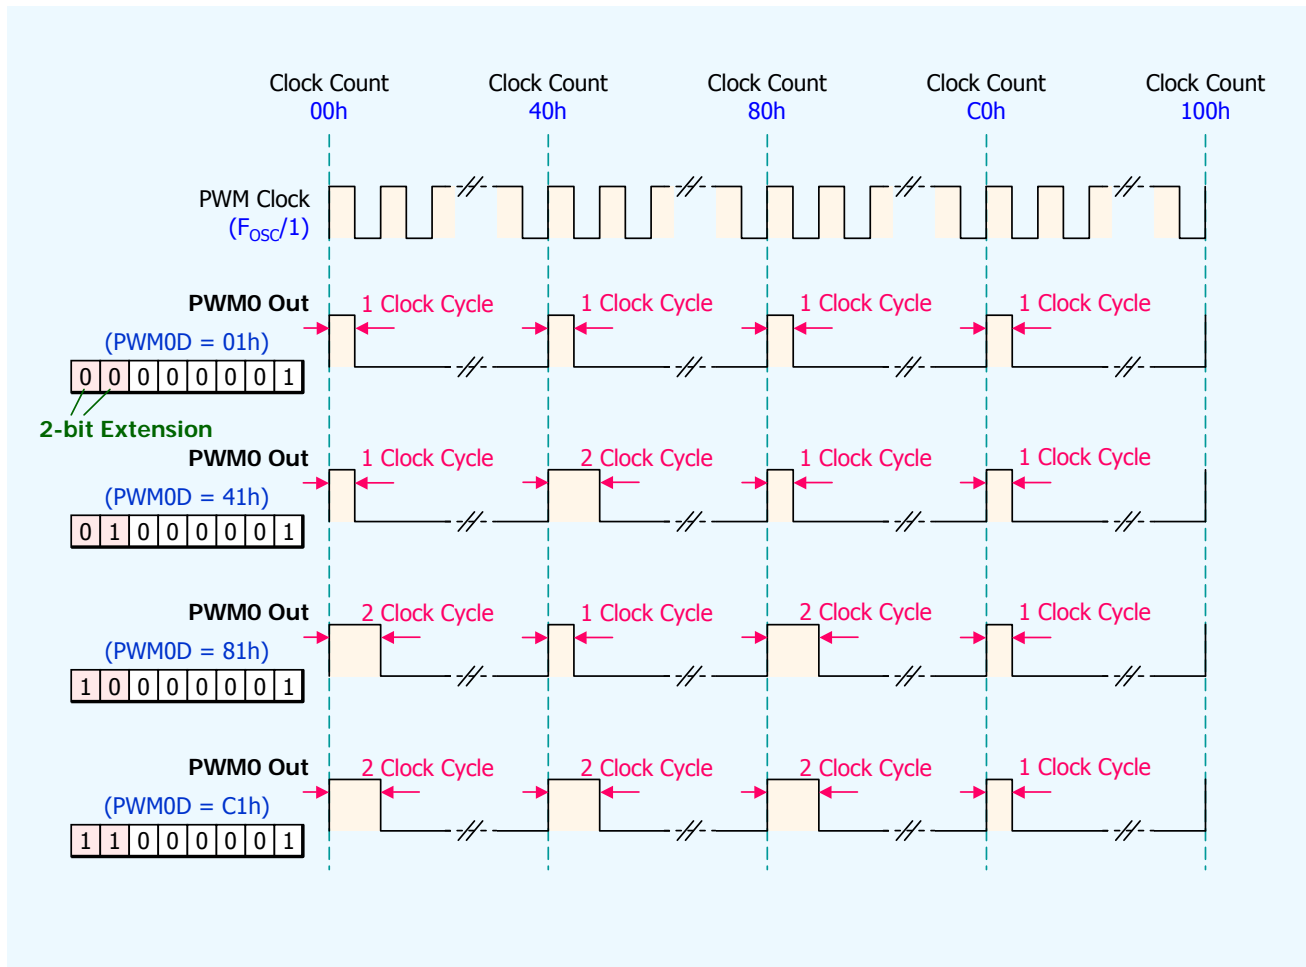 Clock Count Clock Count Clock Count Clock Count Clock Count
00h 40h 80h C0h 100h
PWM Clock
(FOSC/1)
PWM0 Out 1 Clock Cycle 1 Clock Cycle 1 Clock Cycle 1 Clock Cycle
(PWM0D = 01h)
0 0 0 0 0 0 0 1
2-bit Extension
PWM0 Out 1 Clock Cycle 2 Clock Cycle 1 Clock Cycle 1 Clock Cycle
(PWM0D = 41h)
0 1 0 0 0 0 0 1
PWM0 Out 2 Clock Cycle 1 Clock Cycle 2 Clock Cycle 1 Clock Cycle
(PWM0D = 81h)
1 0 0 0 0 0 0 1
PWM0 Out 2 Clock Cycle 2 Clock Cycle 2 Clock Cycle 1 Clock Cycle
(PWM0D = C1h)
1 1 0 0 0 0 0 1